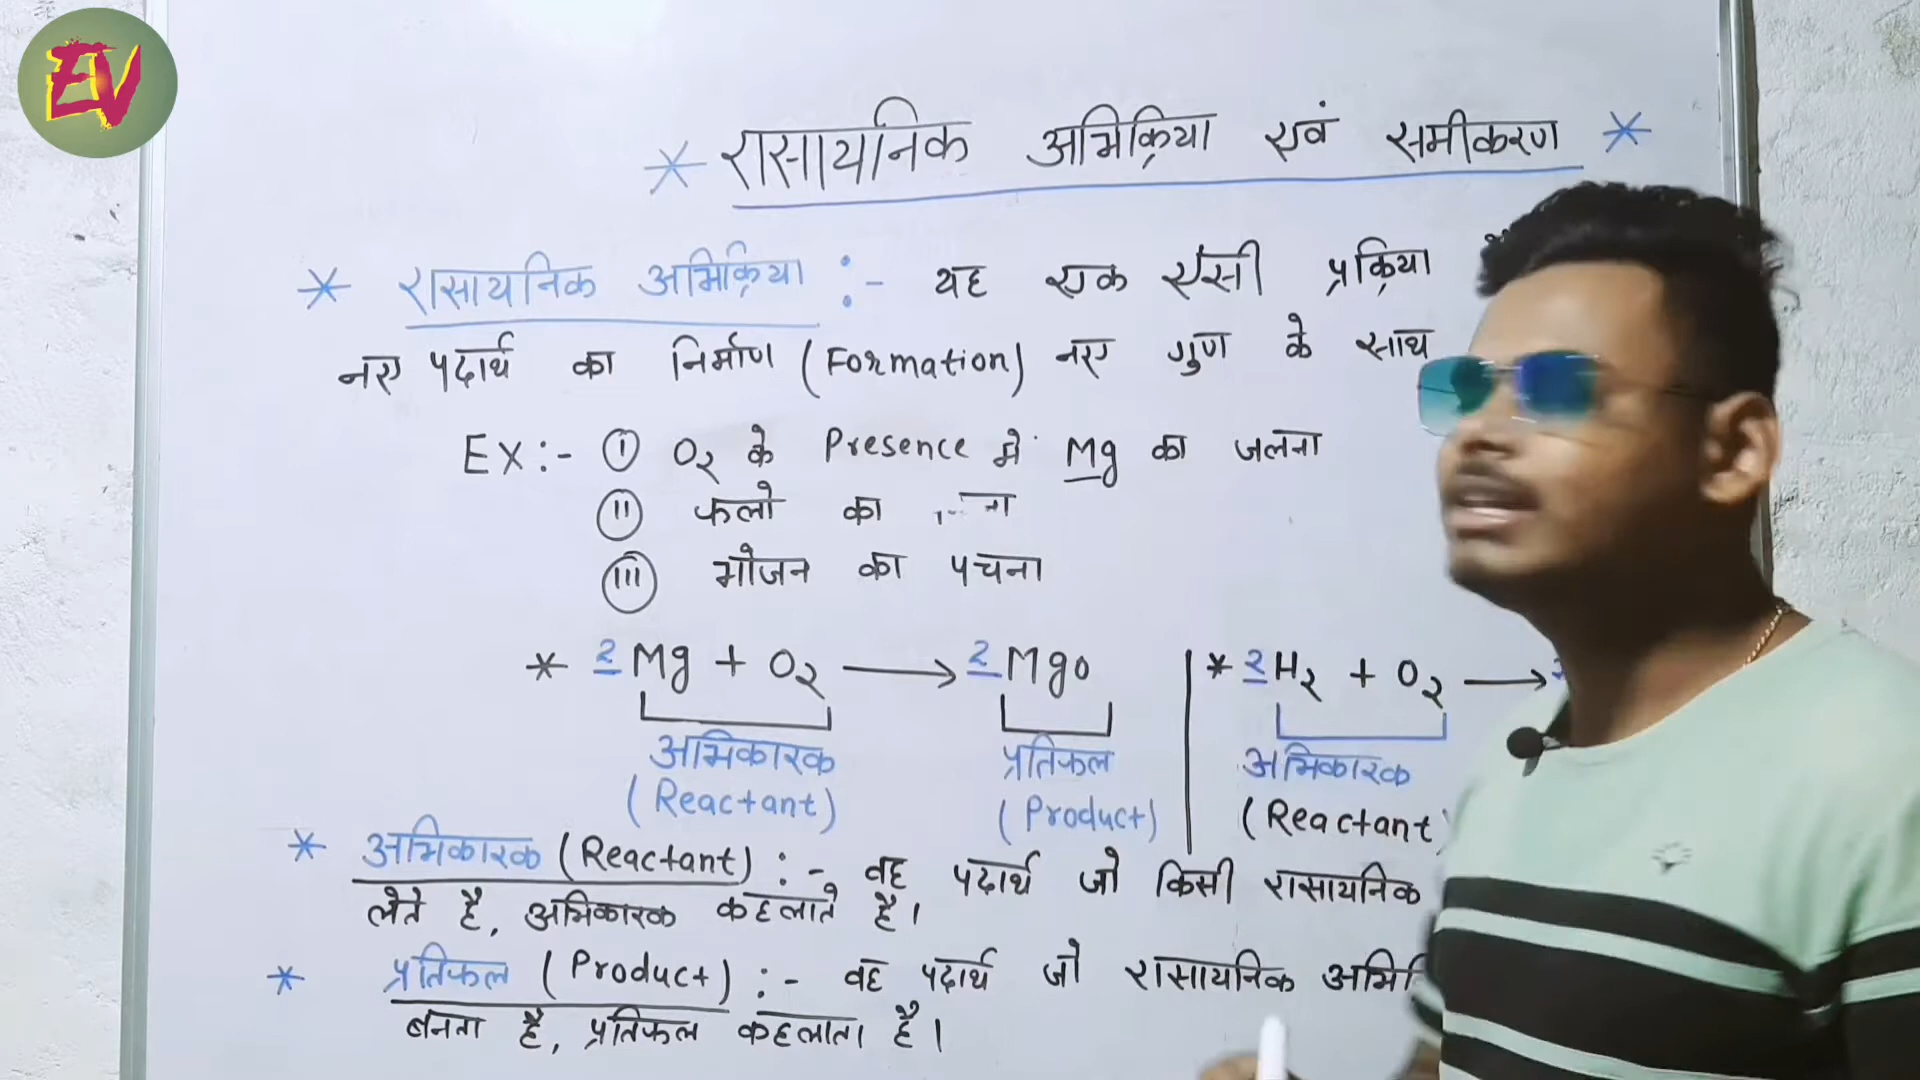 EV
* रासायनिक अभिक्रिया एवं समीकरण *
* रासायनिक अभिक्रिया :- यह एक ऐसी प्रक्रिया
नए पदार्थ का निर्माण (Formation) नए गुण के साथ
EX:- (I) O₂ के Presence में Mg का जलना
(II) फलो का
(III) भोजन का पचना
* 2Mg + O₂ ⟶ 2Mgo | * 2H₂ + O₂ ⟶
अभिकारक प्रतिफल अभिकारक
(Reactant) (Product) (Reactant)
* अभिकारक (Reactant) :- वह पदार्थ जो किसी रासायनिक
लेते है, अभिकारक कहलाते है।
* प्रतिफल (Product) :- वह पदार्थ जो रासायनिक
बनता है, प्रतिफल कहलाता है।